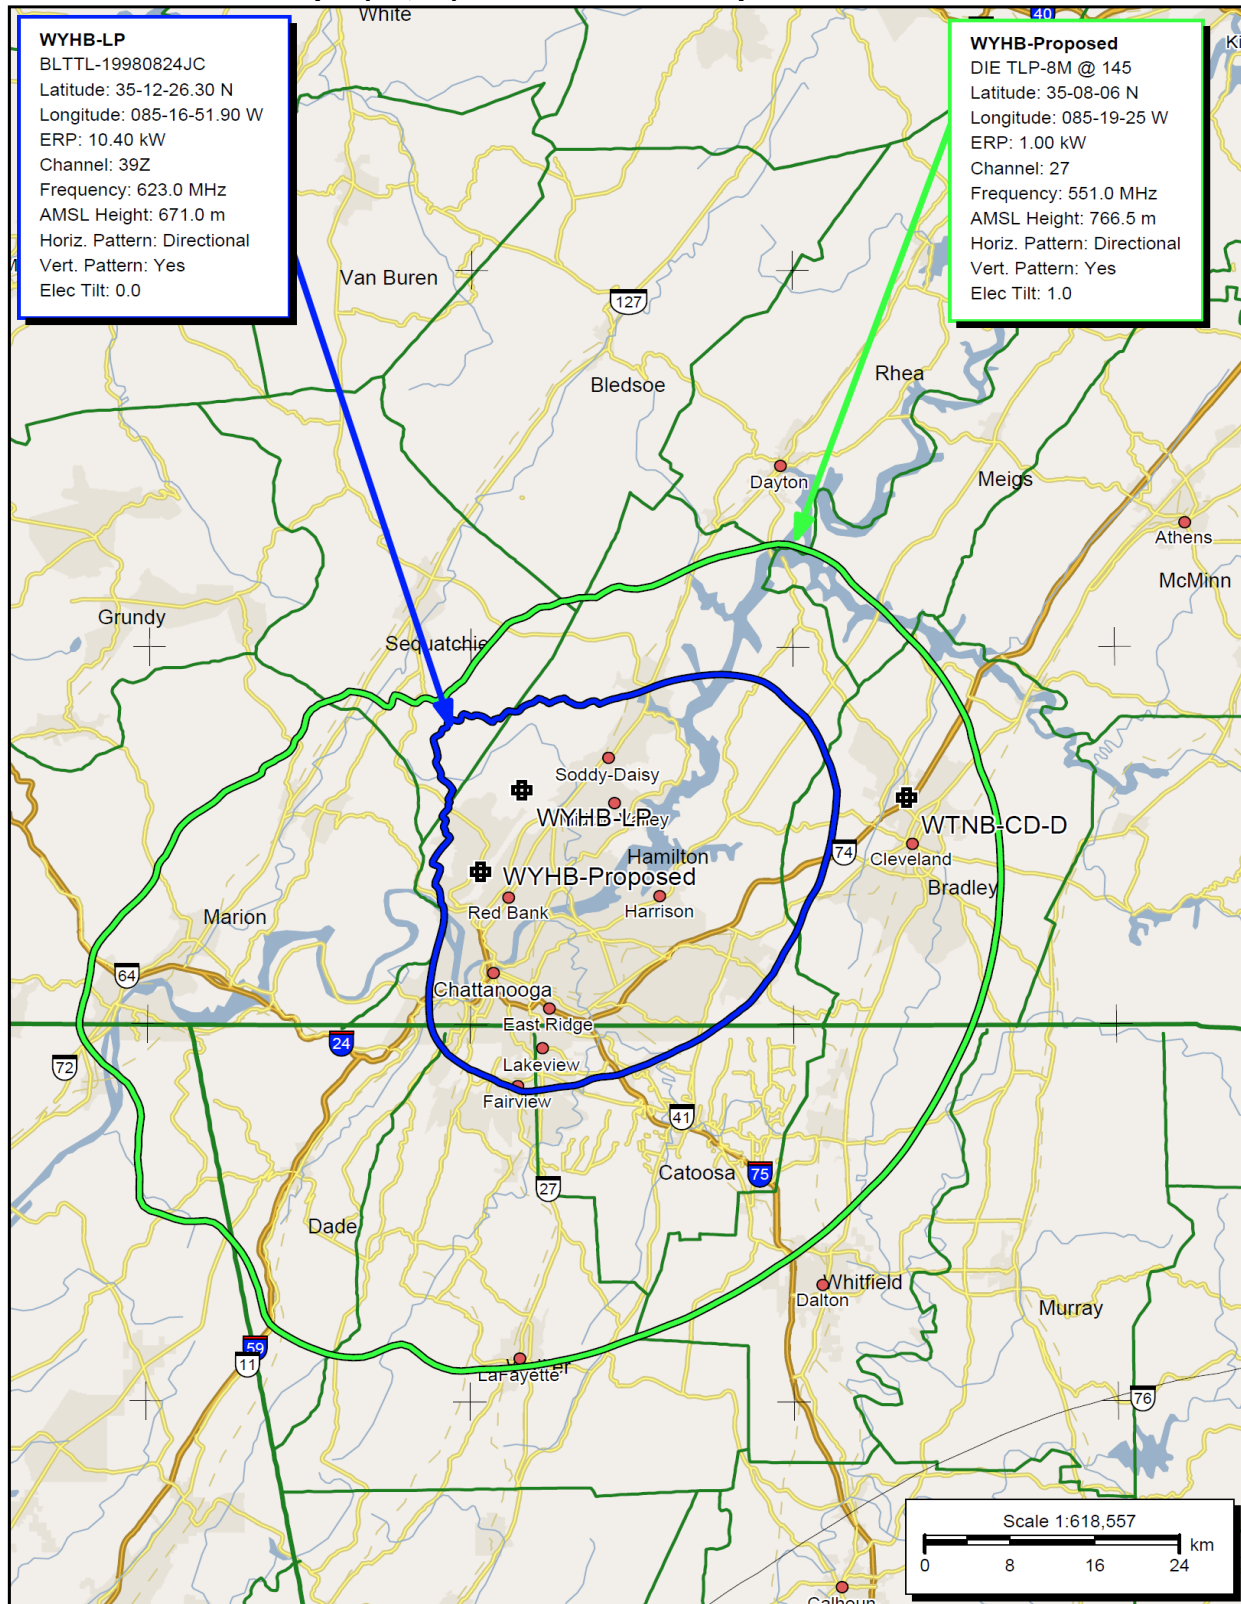 White
40
WYHB-LP
BLTTL-19980824JC
Latitude: 35-12-26.30 N
Longitude: 085-16-51.90 W
ERP: 10.40 kW
Channel: 39Z
Frequency: 623.0 MHz
AMSL Height: 671.0 m
Horiz. Pattern: Directional
Vert. Pattern: Yes
Elec Tilt: 0.0
WYHB-Proposed
DIE TLP-8M @ 145
Latitude: 35-08-06 N
Longitude: 085-19-25 W
ERP: 1.00 kW
Channel: 27
Frequency: 551.0 MHz
AMSL Height: 766.5 m
Horiz. Pattern: Directional
Vert. Pattern: Yes
Elec Tilt: 1.0
Van Buren
127
Bledsoe
Rhea
Dayton
Meigs
Athens
McMinn
Grundy
Sequatchie
Soddy-Daisy
WYHB-LP
WTNB-CD-D
Hamilton
74
Cleveland
WYHB-Proposed
Bradley
Red Bank
Harrison
Marion
64
Chattanooga
East Ridge
24
72
Lakeview
Fairview
41
Catoosa
75
27
Dade
Whitfield
Dalton
Murray
59
11
LaFayette
76
Scale 1:618,557
km
0 8 16 24
Calhoun